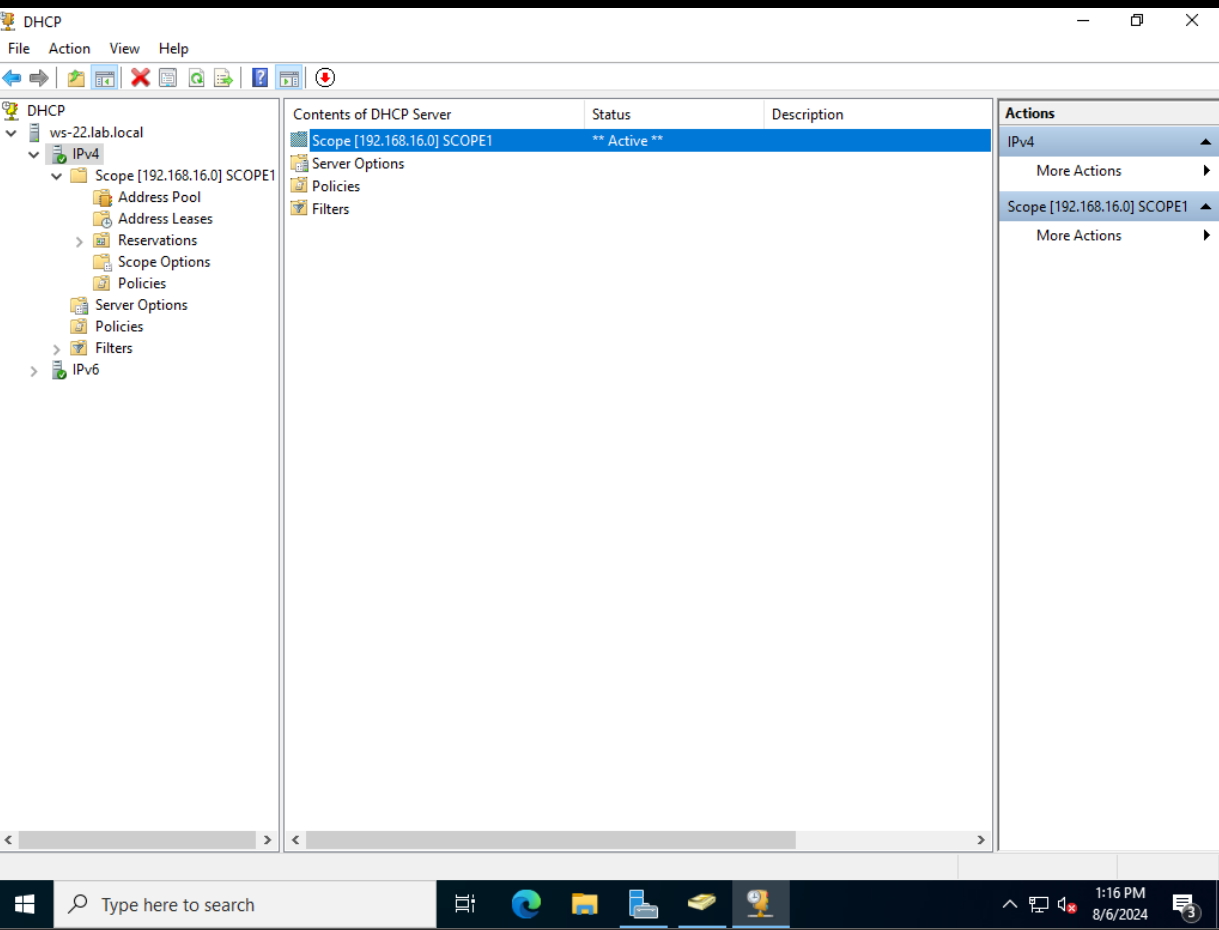 DHCP
File Action View Help
DHCP
ws-22.lab.local
IPv4
Scope [192.168.16.0] SCOPE1
Address Pool
Address Leases
Reservations
Scope Options
Policies
Server Options
Policies
Filters
IPv6
Contents of DHCP Server Status Description
Scope [192.168.16.0] SCOPE1 ** Active **
Server Options
Policies
Filters
Actions
IPv4
More Actions
Scope [192.168.16.0] SCOPE1
More Actions
Type here to search
1:16 PM
8/6/2024
3